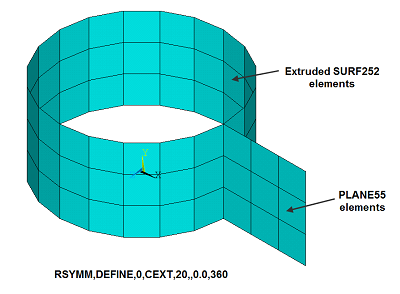 Extruded SURF252
elements
Y
X
PLANE55
elements
RSYMM,DEFINE,0,CEXT,20,,0.0,360